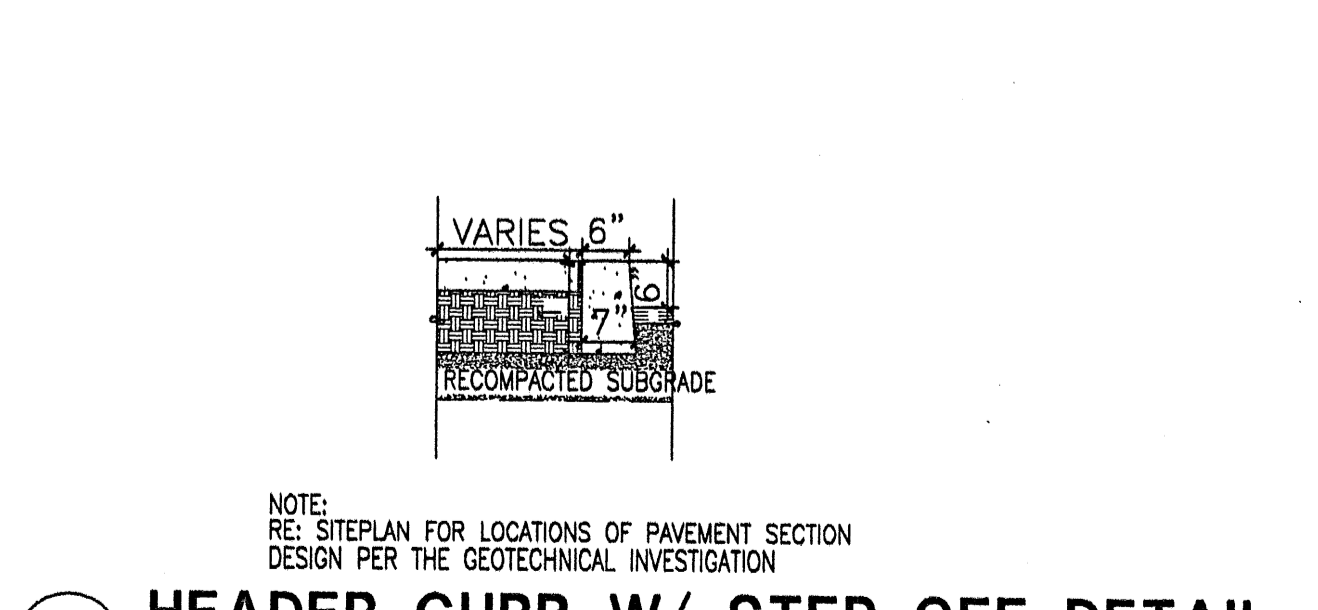 VARIES 6"
6"
7"
RECOMPACTED SUBGRADE
NOTE:
RE: SITEPLAN FOR LOCATIONS OF PAVEMENT SECTION
DESIGN PER THE GEOTECHNICAL INVESTIGATION
HEADER CURB W/ STEP OFF DETAIL